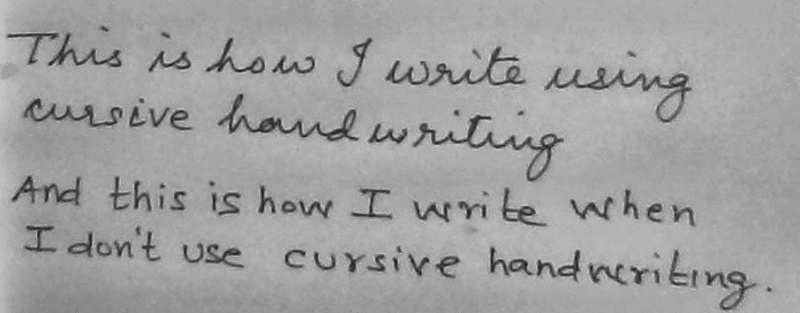 This is how I write using
cursive handwriting
And this is how I write when
I don't use cursive handwriting.